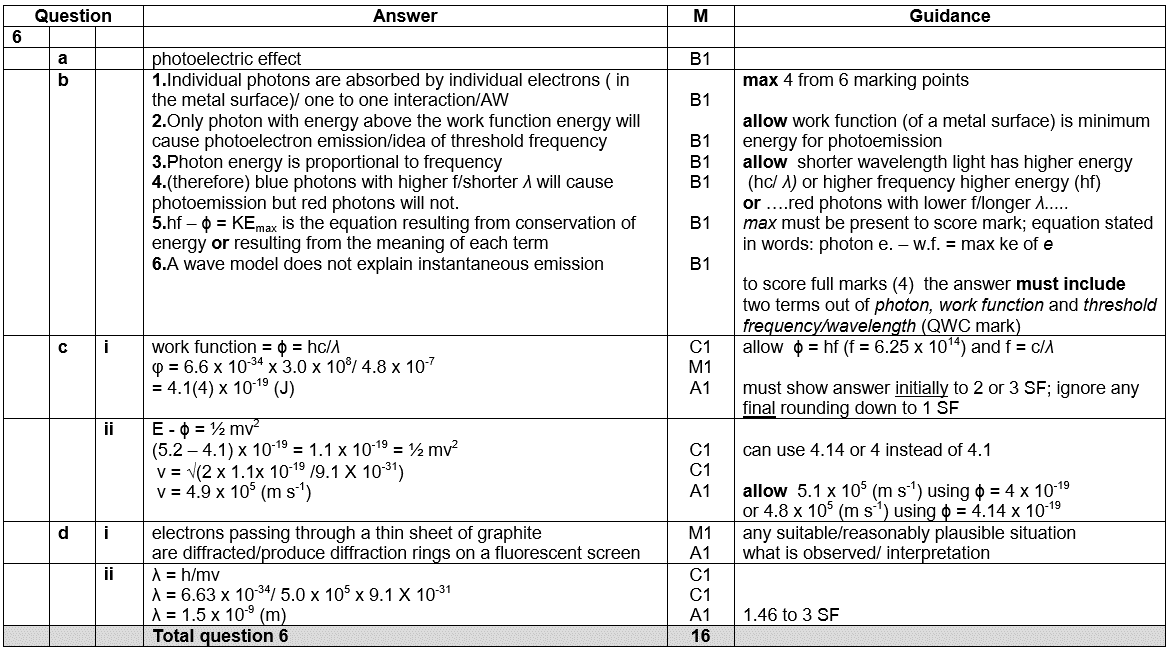 Question Answer M Guidance
6
a photoelectric effect B1
b 1.Individual photons are absorbed by individual electrons ( in max 4 from 6 marking points
the metal surface)/ one to one interaction/AW B1
2.Only photon with energy above the work function energy will allow work function (of a metal surface) is minimum
cause photoelectron emission/idea of threshold frequency B1 energy for photoemission
3.Photon energy is proportional to frequency B1 allow shorter wavelength light has higher energy
4.(therefore) blue photons with higher f/shorter λ will cause B1 (hc/ λ) or higher frequency higher energy (hf)
photoemission but red photons will not. or ….red photons with lower f/longer λ.....
5.hf – ϕ = KEmax is the equation resulting from conservation of B1 max must be present to score mark; equation stated
energy or resulting from the meaning of each term in words: photon e. – w.f. = max ke of e
6.A wave model does not explain instantaneous emission B1
to score full marks (4) the answer must include
two terms out of photon, work function and threshold
frequency/wavelength (QWC mark)
c i work function = ϕ = hc/λ C1 allow ϕ = hf (f = 6.25 x 10¹⁴) and f = c/λ
φ = 6.6 x 10⁻³⁴ x 3.0 x 10⁸/ 4.8 x 10⁻⁷ M1
= 4.1(4) x 10⁻¹⁹ (J) A1 must show answer initially to 2 or 3 SF; ignore any
final rounding down to 1 SF
ii E - ϕ = ½ mv²
(5.2 – 4.1) x 10⁻¹⁹ = 1.1 x 10⁻¹⁹ = ½ mv² C1 can use 4.14 or 4 instead of 4.1
v = √(2 x 1.1x 10⁻¹⁹ /9.1 X 10⁻³¹) C1
v = 4.9 x 10⁵ (m s⁻¹) A1 allow 5.1 x 10⁵ (m s⁻¹) using ϕ = 4 x 10⁻¹⁹
or 4.8 x 10⁵ (m s⁻¹) using ϕ = 4.14 x 10⁻¹⁹
d i electrons passing through a thin sheet of graphite M1 any suitable/reasonably plausible situation
are diffracted/produce diffraction rings on a fluorescent screen A1 what is observed/ interpretation
ii λ = h/mv C1
λ = 6.63 x 10⁻³⁴/ 5.0 x 10⁵ x 9.1 X 10⁻³¹ C1
λ = 1.5 x 10⁻⁹ (m) A1 1.46 to 3 SF
Total question 6 16